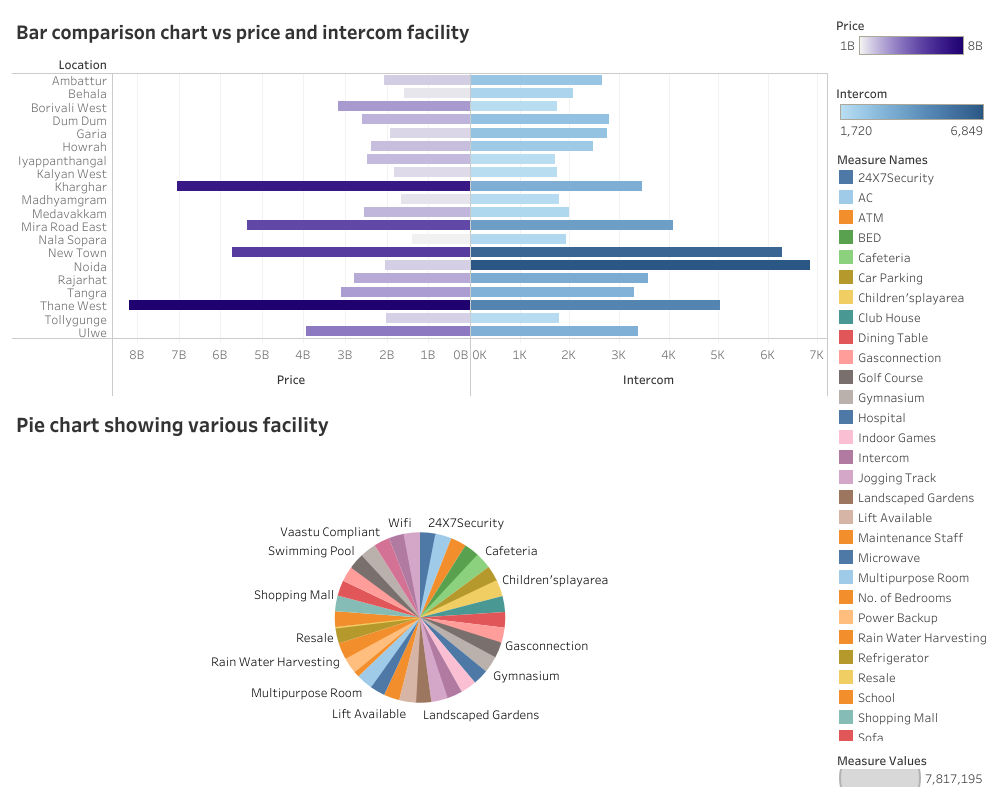 Bar comparison chart vs price and intercom facility
Location
Ambattur
Behala
Borivali West
Dum Dum
Garia
Howrah
Iyappanthangal
Kalyan West
Kharghar
Madhyamgram
Medavakkam
Mira Road East
Nala Sopara
New Town
Noida
Rajarhat
Tangra
Thane West
Tollygunge
Ulwe
8B 7B 6B 5B 4B 3B 2B 1B 0B 0K 1K 2K 3K 4K 5K 6K 7K
Price Intercom
Pie chart showing various facility
Wifi 24X7Security
Vaastu Compliant
Swimming Pool Cafeteria
Children'splayarea
Shopping Mall
Resale
Gasconnection
Rain Water Harvesting
Gymnasium
Multipurpose Room
Lift Available Landscaped Gardens
Price
1B 8B
Intercom
1,720 6,849
Measure Names
24X7Security
AC
ATM
BED
Cafeteria
Car Parking
Children'splayarea
Club House
Dining Table
Gasconnection
Golf Course
Gymnasium
Hospital
Indoor Games
Intercom
Jogging Track
Landscaped Gardens
Lift Available
Maintenance Staff
Microwave
Multipurpose Room
No. of Bedrooms
Power Backup
Rain Water Harvesting
Refrigerator
Resale
School
Shopping Mall
Sofa
Measure Values
7,817,195